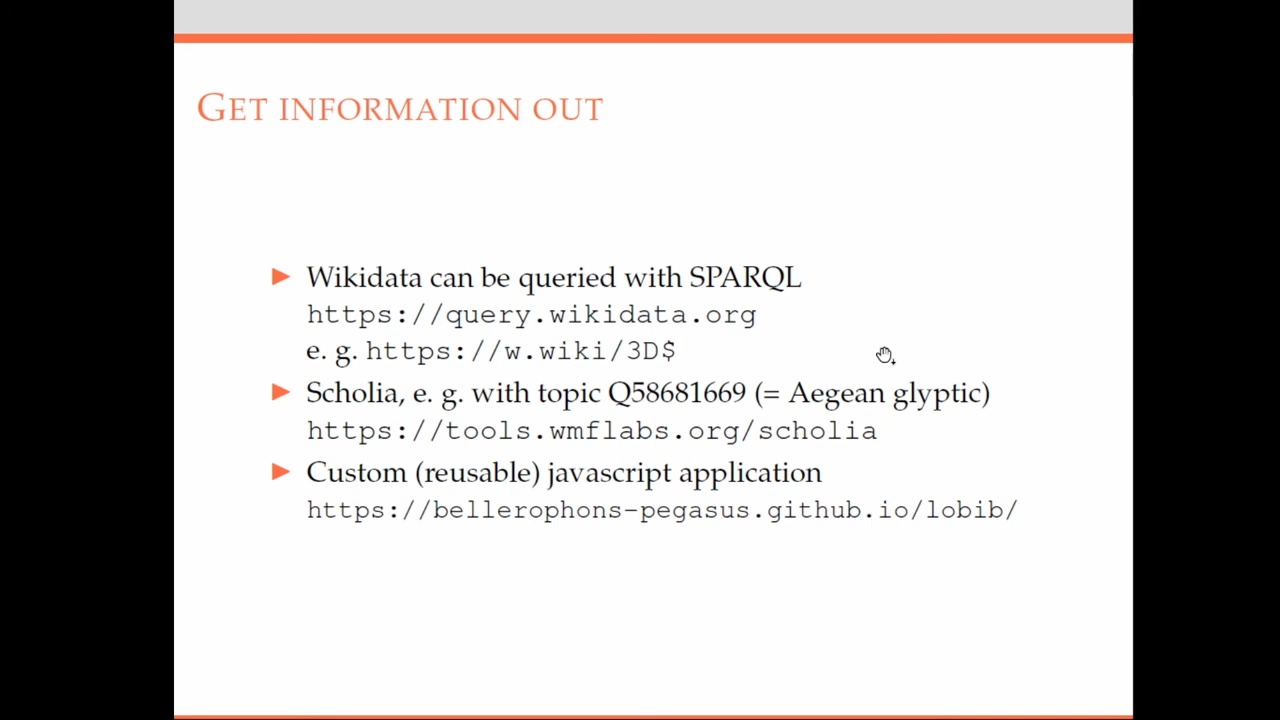 GET INFORMATION OUT
Wikidata can be queried with SPARQL
https://query.wikidata.org
e. g. https://w.wiki/3D$
Scholia, e. g. with topic Q58681669 (= Aegean glyptic)
https://tools.wmflabs.org/scholia
Custom (reusable) javascript application
https://bellerophons-pegasus.github.io/lobib/